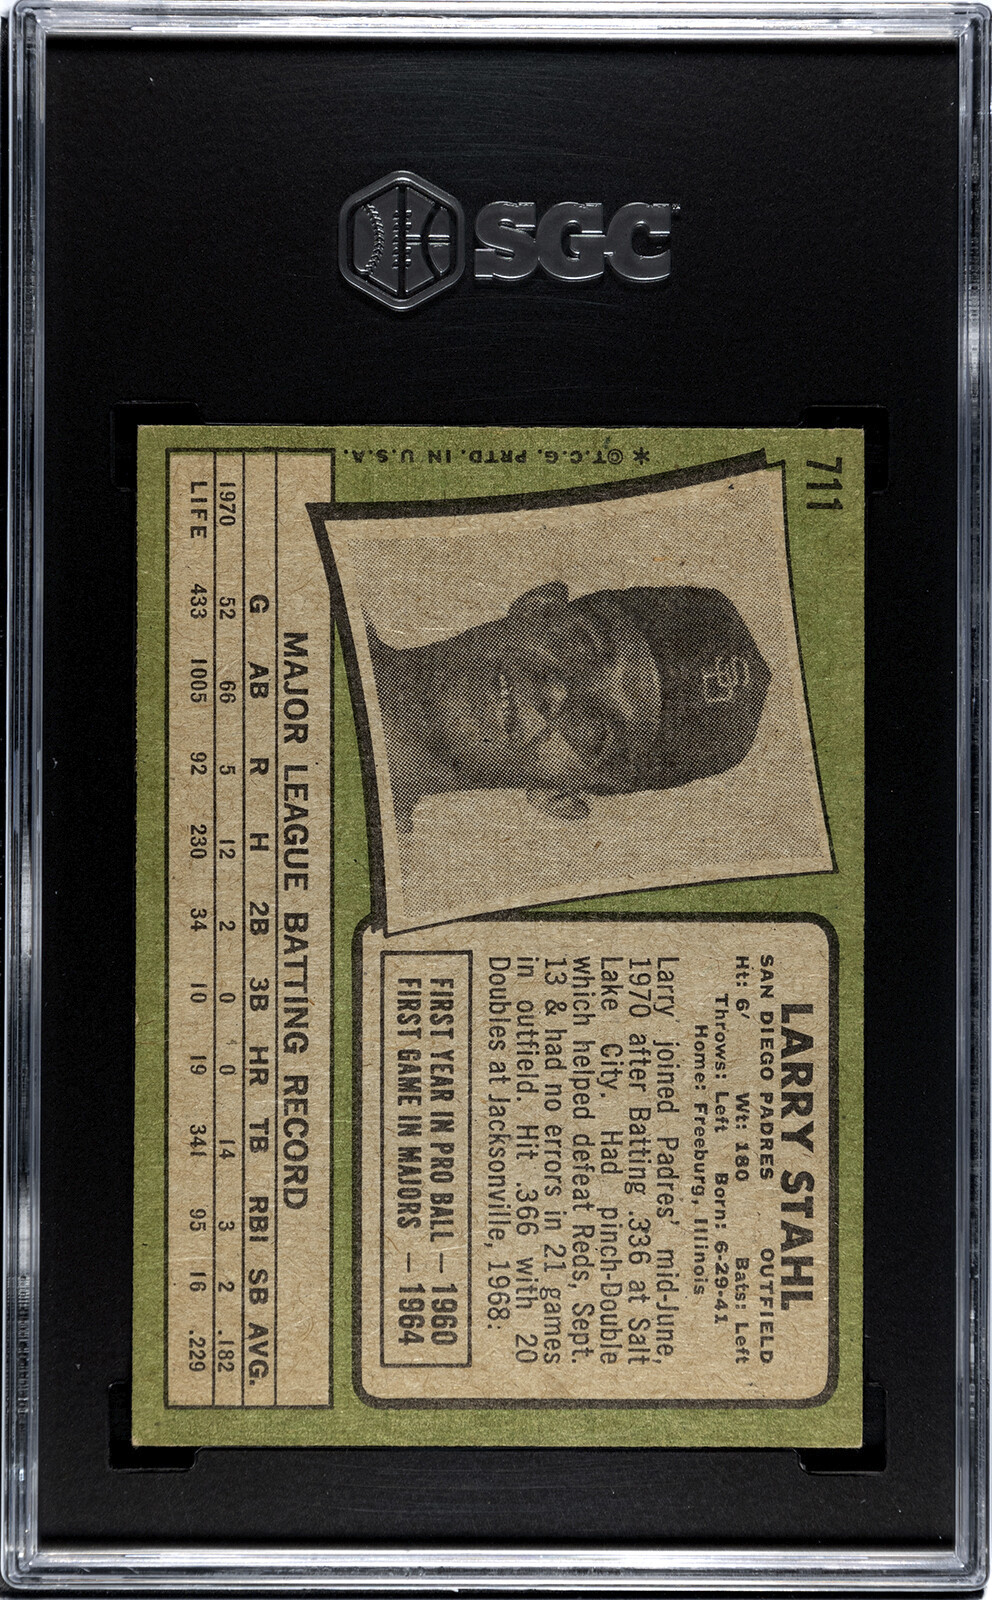 SGC
711
* ©T.C.G. PRTD. IN U.S.A.
LARRY STAHL
SAN DIEGO PADRES OUTFIELD
Ht: 6' Wt: 180 Bats: Left
Throws: Left Born: 6-29-41
Home: Freeburg, Illinois
Larry joined Padres' mid-June,
1970 after Batting .336 at Salt
Lake City. Had pinch-Double
which helped defeat Reds, Sept.
13 & had no errors in 21 games
in outfield. Hit .366 with 20
Doubles at Jacksonville, 1968.
FIRST YEAR IN PRO BALL — 1960
FIRST GAME IN MAJORS — 1964
MAJOR LEAGUE BATTING RECORD
G AB R H 2B 3B HR TB RBI SB AVG.
1970 52 66 5 12 2 0 0 14 3 2 .182
LIFE 433 1005 92 230 34 10 19 341 95 16 .229